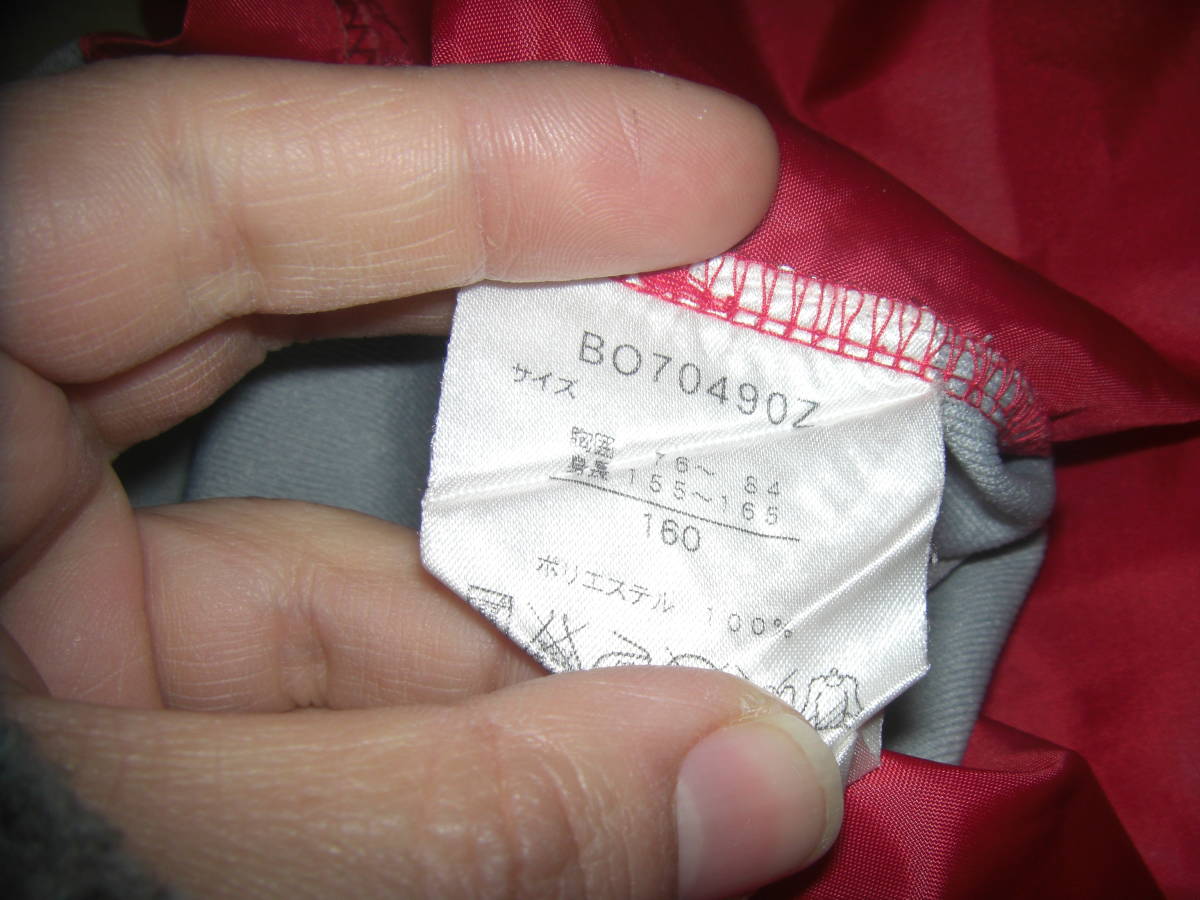 BO70490Z
サイズ
胸囲 76～ 84
身長 155～165
160
ポリエステル 100%